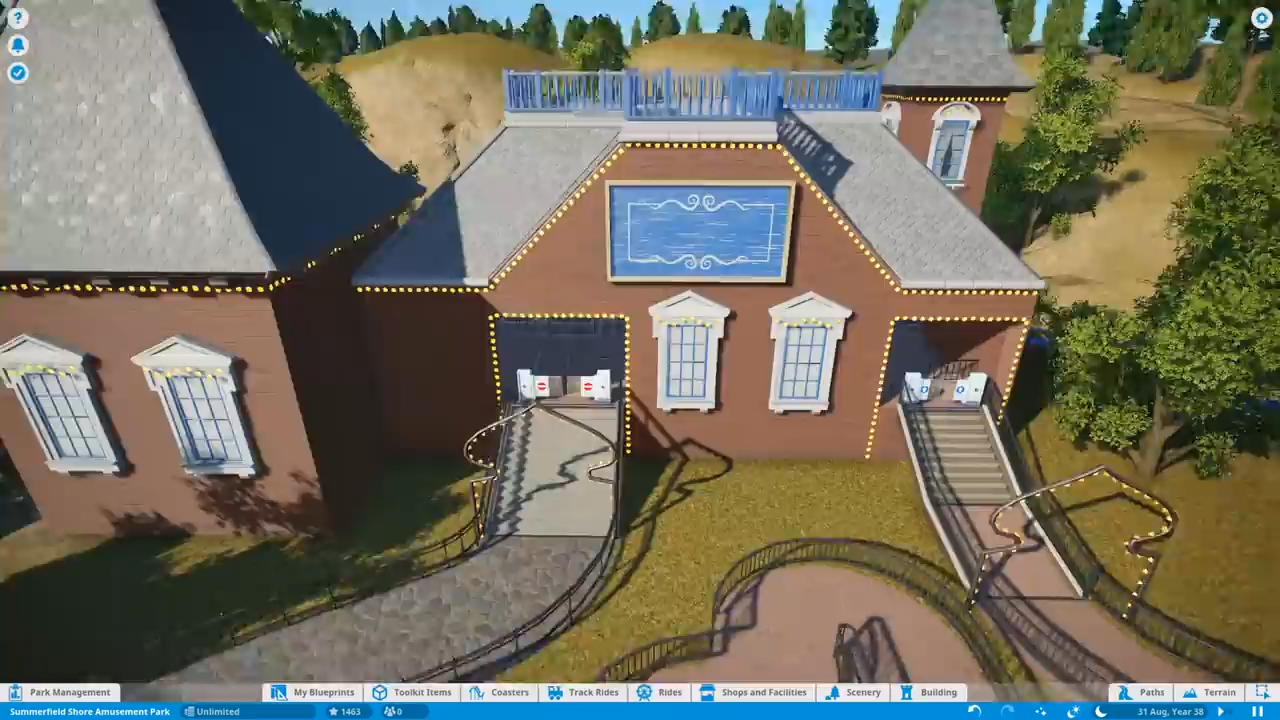 ?
Park Management
My Blueprints
Toolkit Items
Coasters
Track Rides
Rides
Shops and Facilities
Scenery
Building
Paths
Terrain
Summerfield Shore Amusement Park
Unlimited
1463
0
31 Aug, Year 38